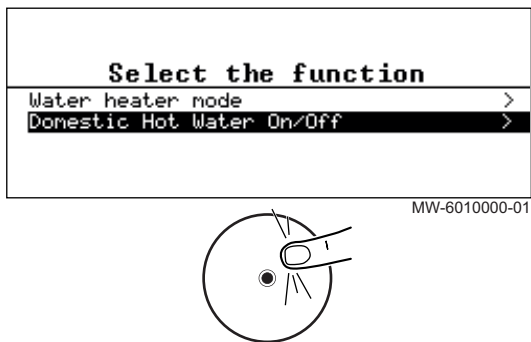 Select the function
Water heater mode >
Domestic Hot Water On/Off >
MW-6010000-01